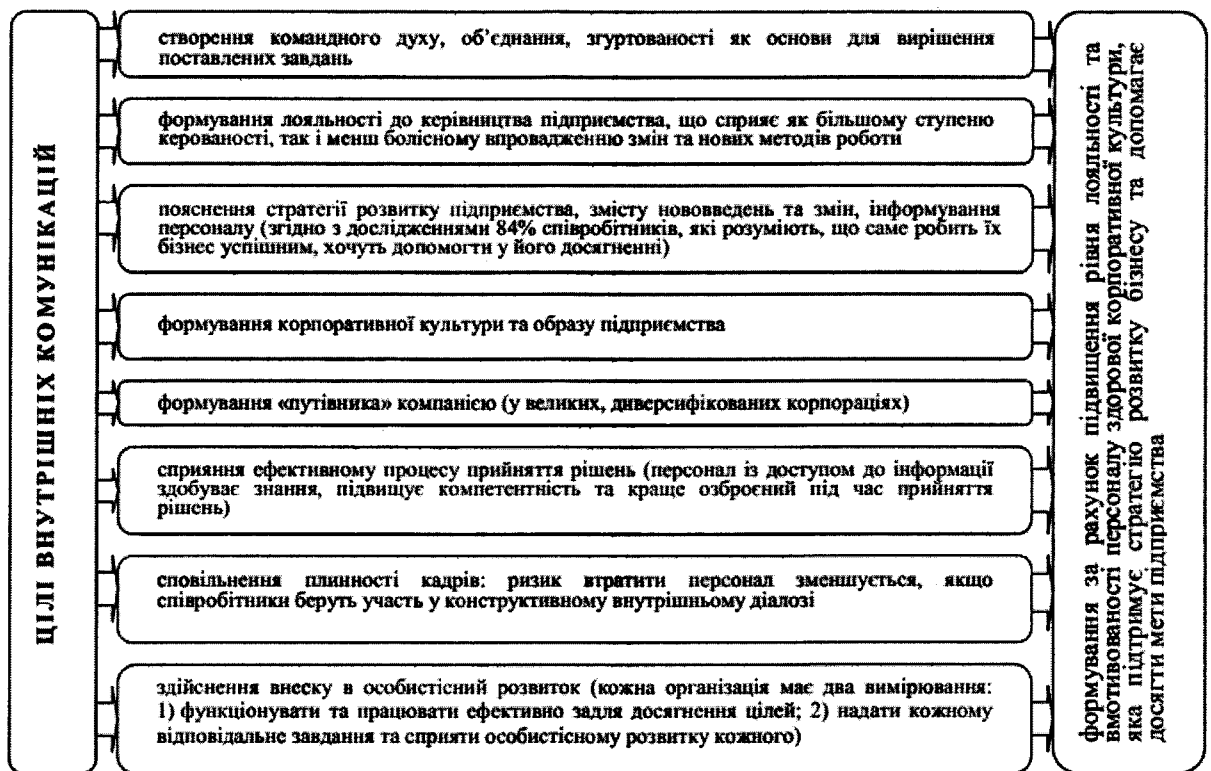 ЦІЛІ ВНУТРІШНІХ КОМУНІКАЦІЙ
створення командного духу, об’єднання, згуртованості як основи для вирішення
поставлених завдань
формування лояльності до керівництва підприємства, що сприяє як більшому ступеню
керованості, так і менш болісному впровадженню змін та нових методів роботи
пояснення стратегії розвитку підприємства, змісту нововведень та змін, інформування
персоналу (згідно з дослідженнями 84% співробітників, які розуміють, що саме робить їх
бізнес успішним, хочуть допомогти у його досягненні)
формування корпоративної культури та образу підприємства
формування «путівника» компанією (у великих, диверсифікованих корпораціях)
сприяння ефективному процесу прийняття рішень (персонал із доступом до інформації
здобуває знання, підвищує компетентність та краще озброєний під час прийняття
рішень)
сповільнення плинності кадрів: ризик втратити персонал зменшується, якщо
співробітники беруть участь у конструктивному внутрішньому діалозі
здійснення внеску в особистісний розвиток (кожна організація має два вимірювання:
1) функціонувати та працювати ефективно задля досягнення цілей; 2) надати кожному
відповідальне завдання та сприяти особистісному розвитку кожного)
формування за рахунок підвищення рівня лояльності та
вмотивованості персоналу здорової корпоративної культури,
яка підтримує стратегію розвитку бізнесу та допомагає
досягти мети підприємства